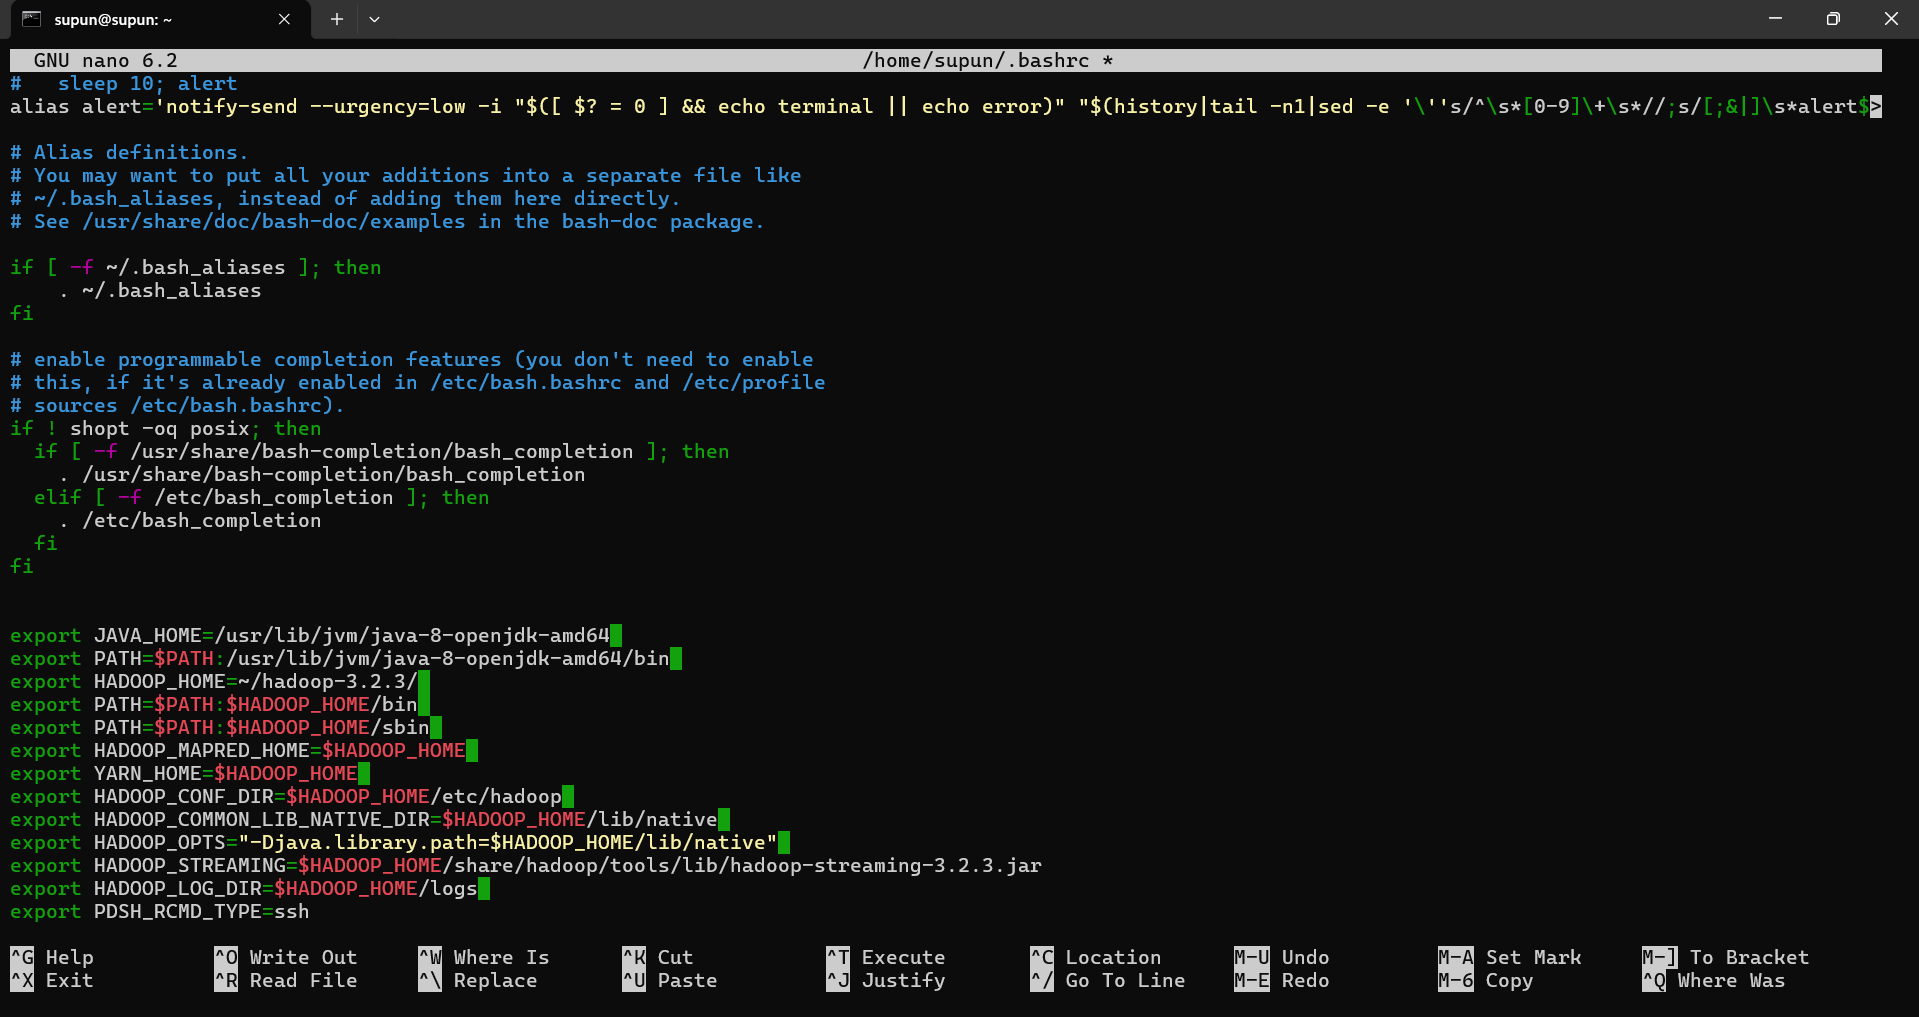 supun@supun: ~
GNU nano 6.2 /home/supun/.bashrc *
#   sleep 10; alert
alias alert='notify-send --urgency=low -i "$([ $? = 0 ] && echo terminal || echo error)" "$(history|tail -n1|sed -e '\''s/^\s*[0-9]\+\s*//;s/[;&|]\s*alert$>
# Alias definitions.
# You may want to put all your additions into a separate file like
# ~/.bash_aliases, instead of adding them here directly.
# See /usr/share/doc/bash-doc/examples in the bash-doc package.
if [ -f ~/.bash_aliases ]; then
    . ~/.bash_aliases
fi
# enable programmable completion features (you don't need to enable
# this, if it's already enabled in /etc/bash.bashrc and /etc/profile
# sources /etc/bash.bashrc).
if ! shopt -oq posix; then
  if [ -f /usr/share/bash-completion/bash_completion ]; then
    . /usr/share/bash-completion/bash_completion
  elif [ -f /etc/bash_completion ]; then
    . /etc/bash_completion
  fi
fi
export JAVA_HOME=/usr/lib/jvm/java-8-openjdk-amd64
export PATH=$PATH:/usr/lib/jvm/java-8-openjdk-amd64/bin
export HADOOP_HOME=~/hadoop-3.2.3/
export PATH=$PATH:$HADOOP_HOME/bin
export PATH=$PATH:$HADOOP_HOME/sbin
export HADOOP_MAPRED_HOME=$HADOOP_HOME
export YARN_HOME=$HADOOP_HOME
export HADOOP_CONF_DIR=$HADOOP_HOME/etc/hadoop
export HADOOP_COMMON_LIB_NATIVE_DIR=$HADOOP_HOME/lib/native
export HADOOP_OPTS="-Djava.library.path=$HADOOP_HOME/lib/native"
export HADOOP_STREAMING=$HADOOP_HOME/share/hadoop/tools/lib/hadoop-streaming-3.2.3.jar
export HADOOP_LOG_DIR=$HADOOP_HOME/logs
export PDSH_RCMD_TYPE=ssh
^G Help ^O Write Out ^W Where Is ^K Cut ^T Execute ^C Location M-U Undo M-A Set Mark M-] To Bracket
^X Exit ^R Read File ^\ Replace ^U Paste ^J Justify ^/ Go To Line M-E Redo M-6 Copy ^Q Where Was